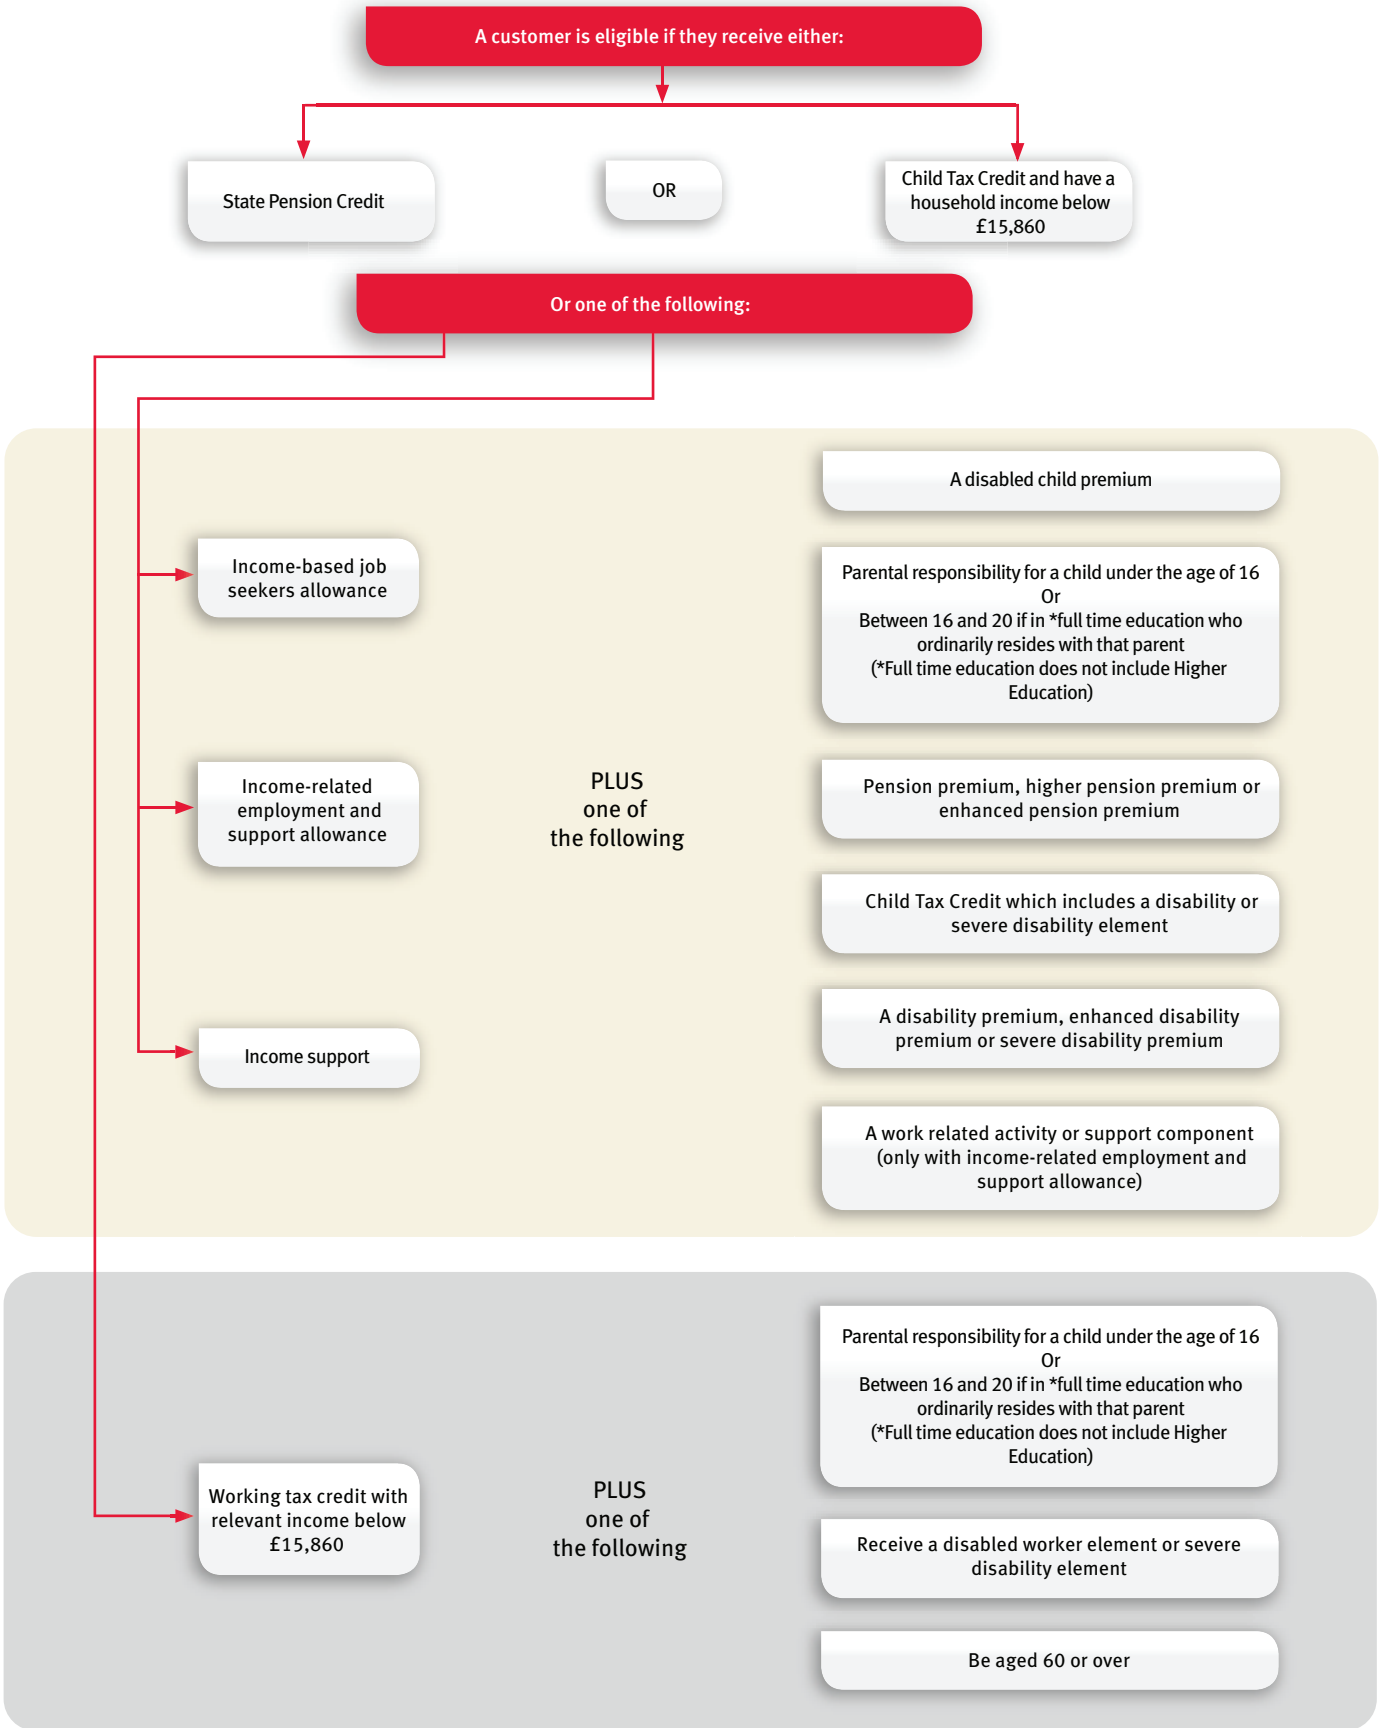 A customer is eligible if they receive either:
State Pension Credit
OR
Child Tax Credit and have a
household income below
£15,860
Or one of the following:
Income-based job
seekers allowance
Income-related
employment and
support allowance
Income support
PLUS
one of
the following
A disabled child premium
Parental responsibility for a child under the age of 16
Or
Between 16 and 20 if in *full time education who
ordinarily resides with that parent
(*Full time education does not include Higher
Education)
Pension premium, higher pension premium or
enhanced pension premium
Child Tax Credit which includes a disability or
severe disability element
A disability premium, enhanced disability
premium or severe disability premium
A work related activity or support component
(only with income-related employment and
support allowance)
Working tax credit with
relevant income below
£15,860
PLUS
one of
the following
Parental responsibility for a child under the age of 16
Or
Between 16 and 20 if in *full time education who
ordinarily resides with that parent
(*Full time education does not include Higher
Education)
Receive a disabled worker element or severe
disability element
Be aged 60 or over